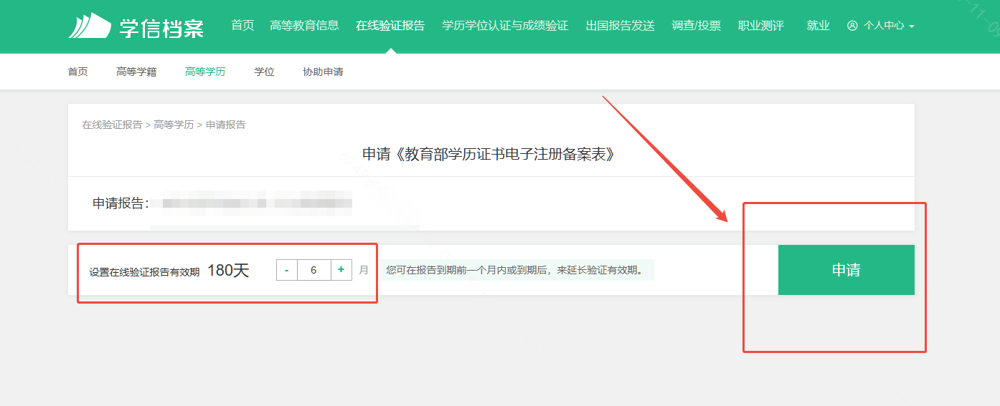 学信档案 首页 高等教育信息 在线验证报告 学历学位认证与成绩验证 出国报告发送 调查/投票 职业测评 就业 个人中心
首页 高等学籍 高等学历 学位 协助申请
在线验证报告 > 高等学历 > 申请报告
申请《教育部学历证书电子注册备案表》
申请报告：
设置在线验证报告有效期 180天 - 6 + 月 您可在报告到期前一个月内或到期后，来延长验证有效期。 申请